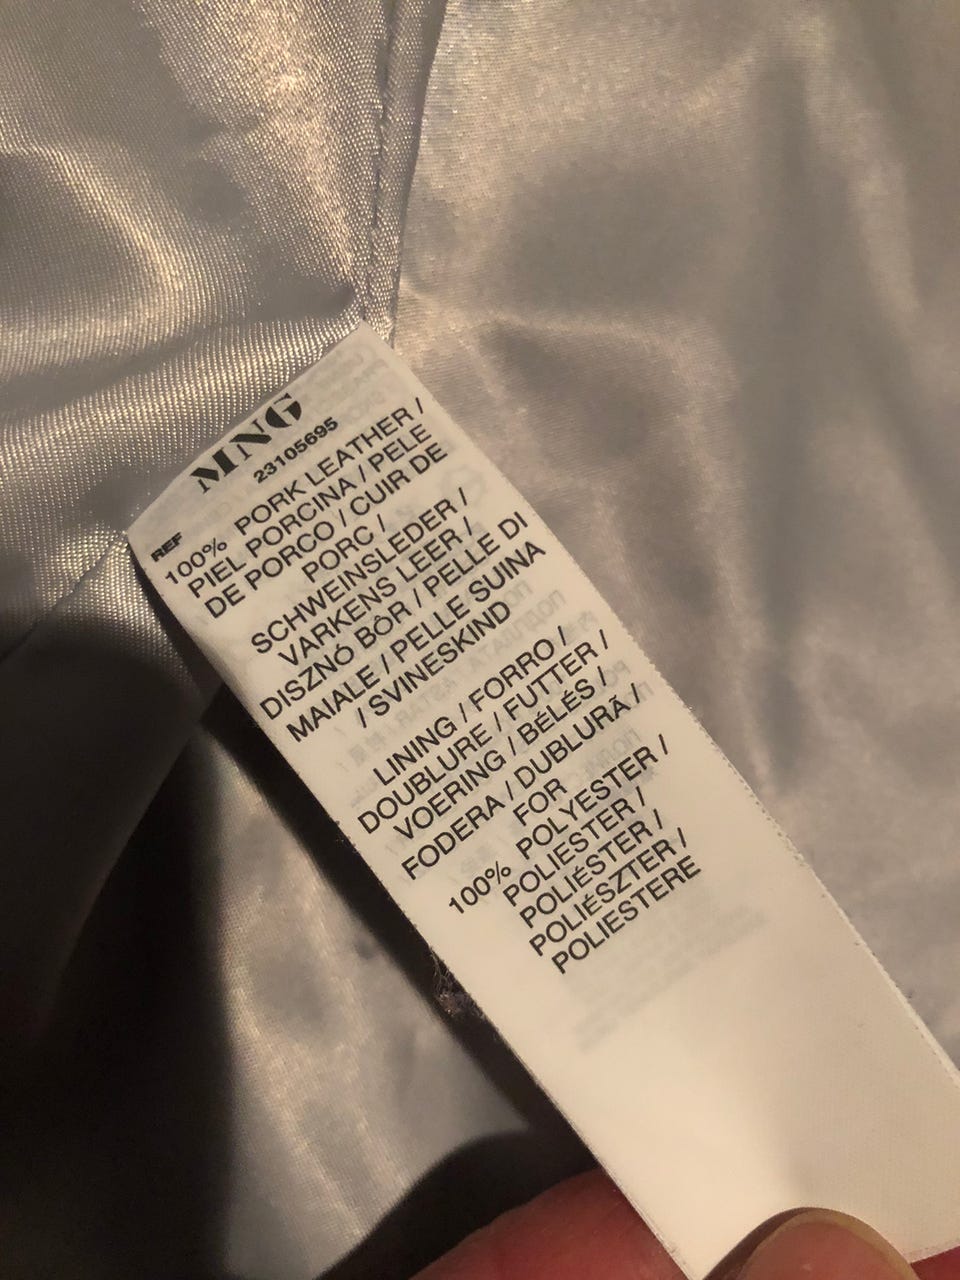 MNG
REF 23105695
100% PORK LEATHER /
PIEL PORCINA / PELE
DE PORCO / CUIR DE
PORC /
SCHWEINSLEDER /
VARKENS LEER /
DISZNÓ BÔR / PELLE DI
MAIALE / PELLE SUINA
/ SVINESKIND
LINING / FORRO /
DOUBLURE / FUTTER /
VOERING / BÉLÉS /
FODERA / DUBLURĂ /
FOR
100% POLYESTER /
POLIESTER /
POLIÉSTER /
POLIÉSZTER /
POLIESTERE